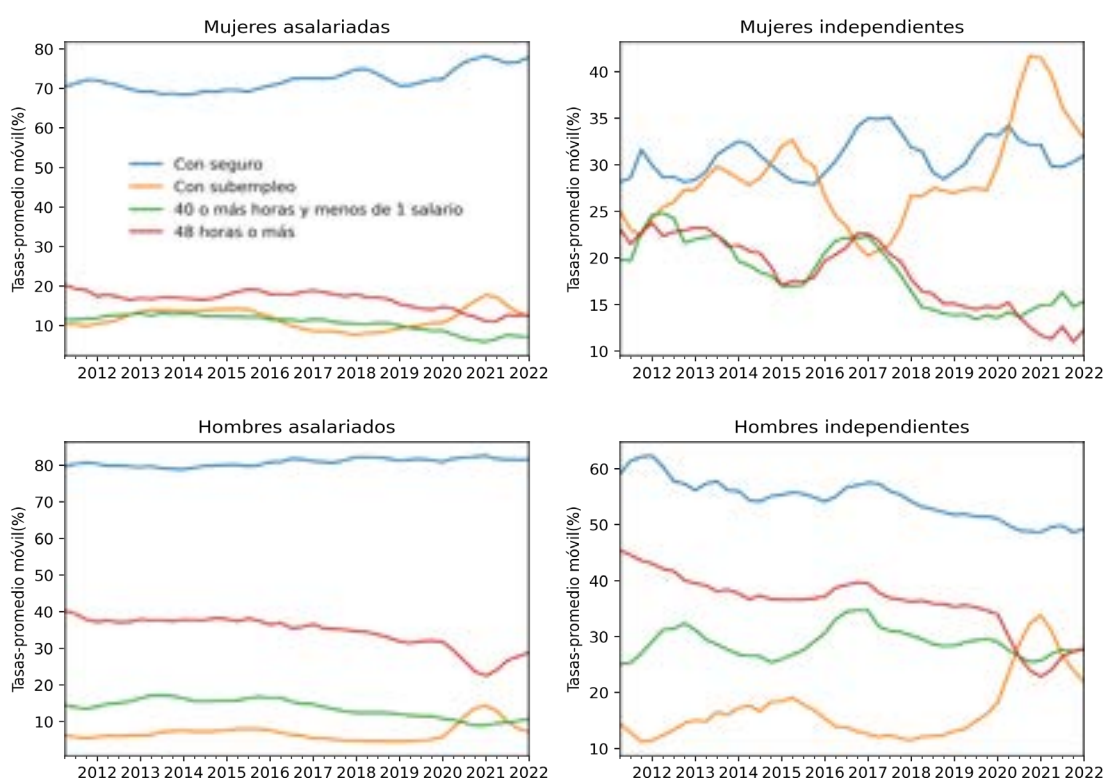 Mujeres asalariadas
Tasas-promedio móvil(%)
80
70
60
50
40
30
20
10
Con seguro
Con subempleo
40 o más horas y menos de 1 salario
48 horas o más
2012 2013 2014 2015 2016 2017 2018 2019 2020 2021 2022
Mujeres independientes
Tasas-promedio móvil(%)
40
35
30
25
20
15
10
2012 2013 2014 2015 2016 2017 2018 2019 2020 2021 2022
Hombres asalariados
Tasas-promedio móvil(%)
80
70
60
50
40
30
20
10
2012 2013 2014 2015 2016 2017 2018 2019 2020 2021 2022
Hombres independientes
Tasas-promedio móvil(%)
60
50
40
30
20
10
2012 2013 2014 2015 2016 2017 2018 2019 2020 2021 2022